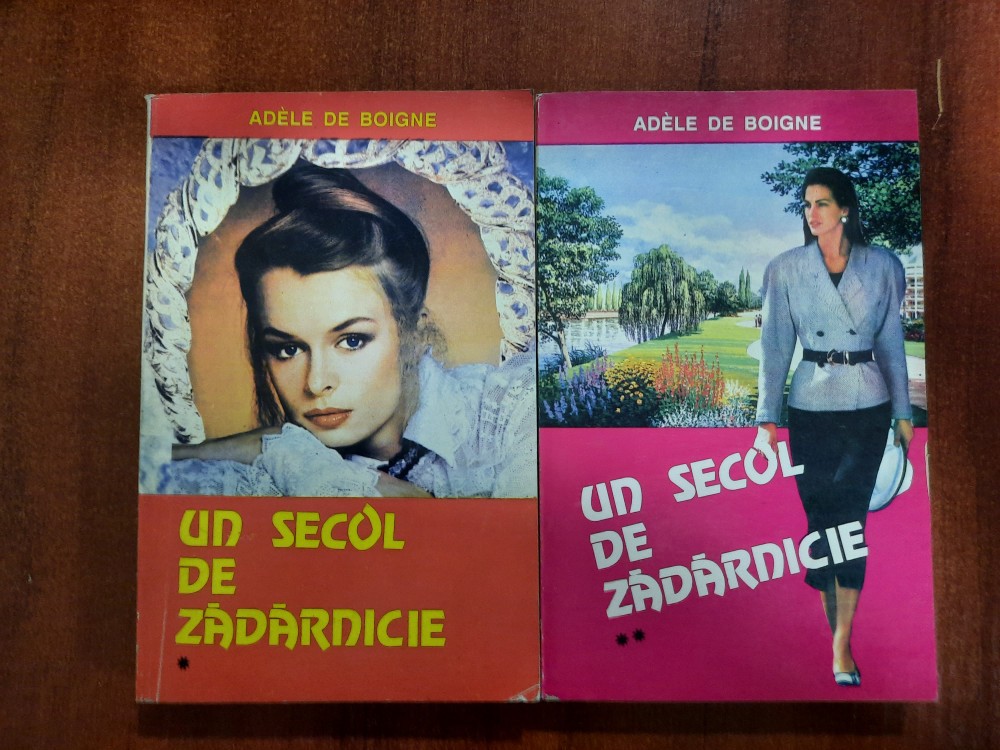 ADÈLE DE BOIGNE
UN SECOL
DE
ZĂDĂRNICIE
*
ADÈLE DE BOIGNE
UN SECOL
DE
ZĂDĂRNICIE
**